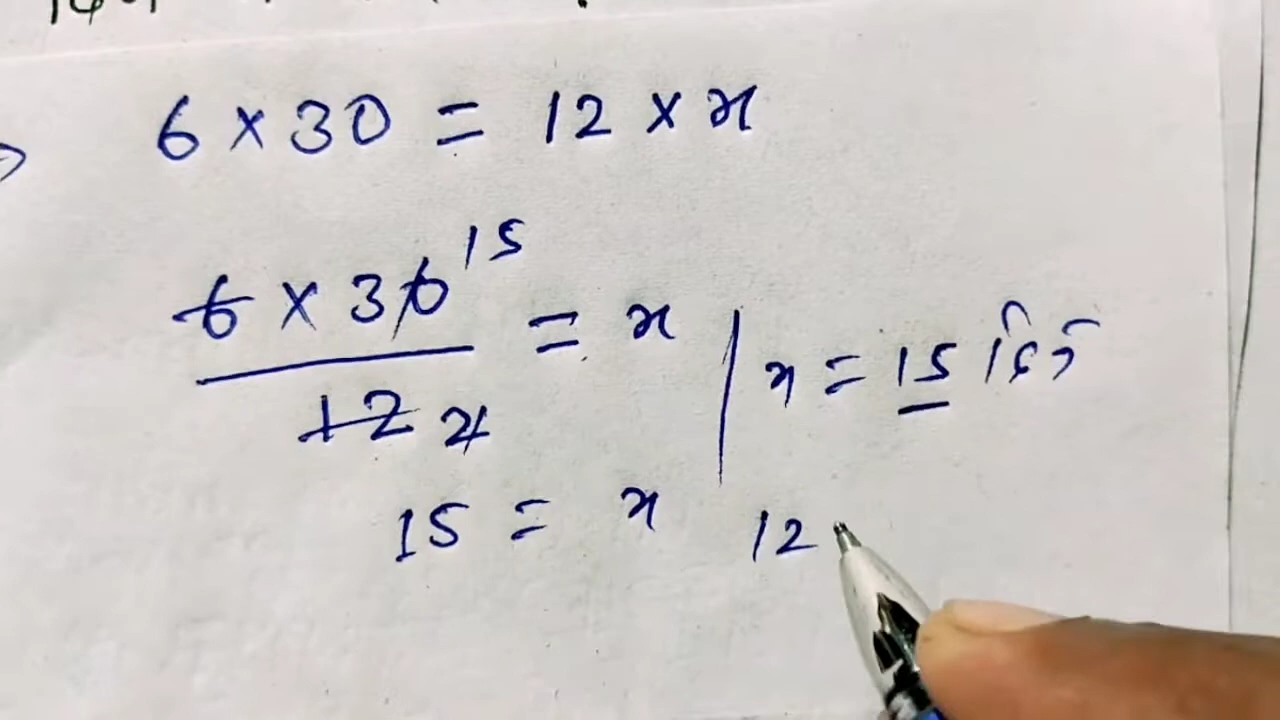 6 × 30 = 12 × x
6 × 30 15
12 2
= x
15 = x
x = 15 दिन
12